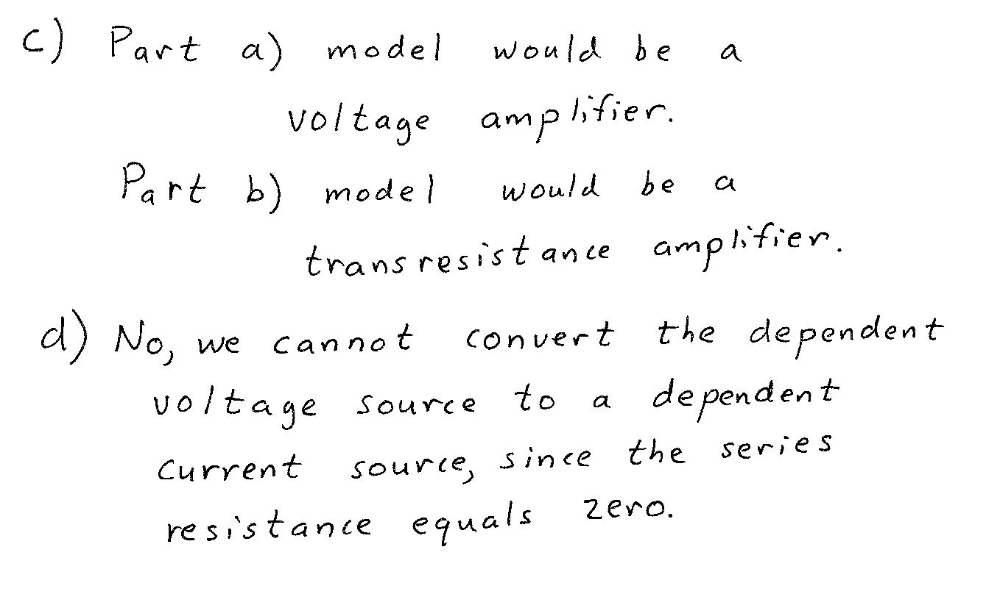 c) Part a) model would be a
voltage amplifier.
Part b) model would be a
transresistance amplifier.
d) No, we cannot convert the dependent
voltage source to a dependent
current source, since the series
resistance equals zero.